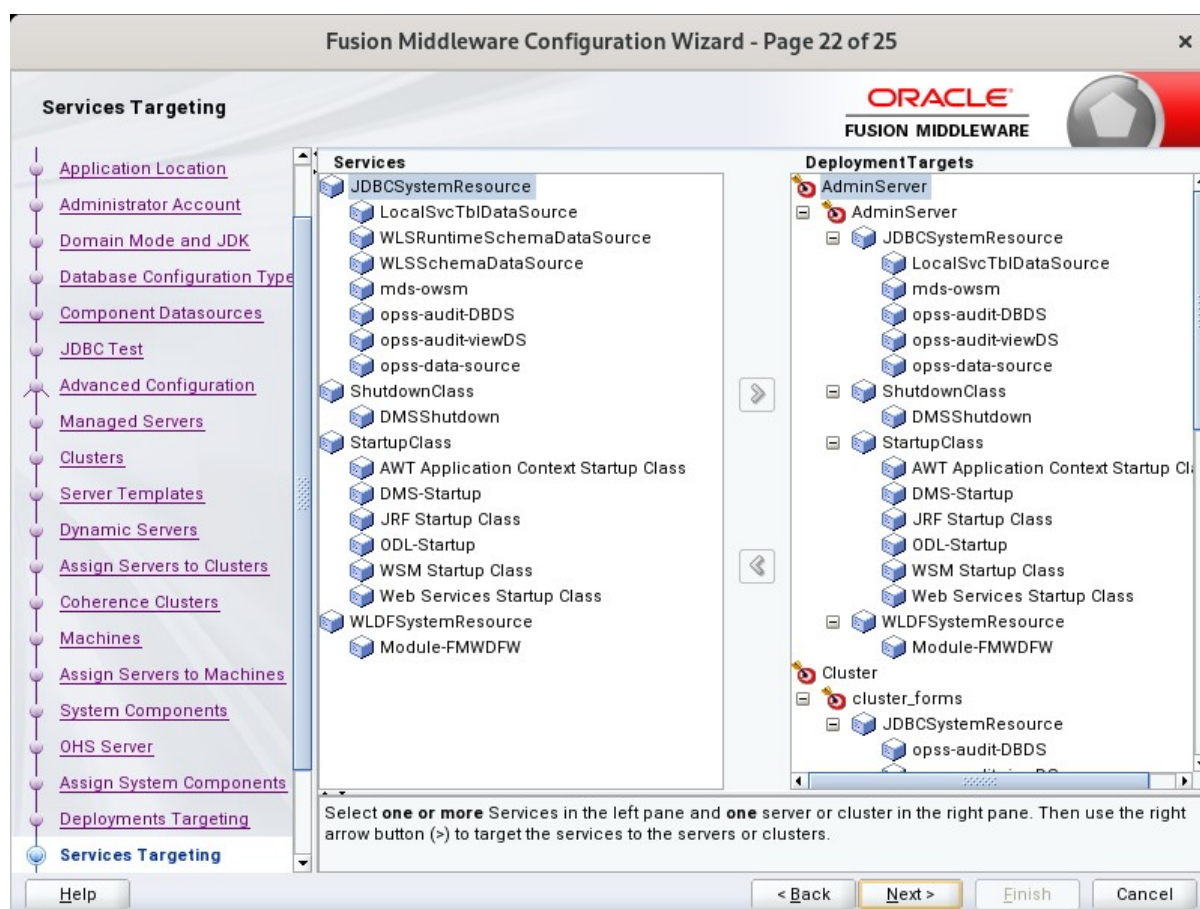 Fusion Middleware Configuration Wizard - Page 22 of 25
×
Services Targeting
ORACLE
FUSION MIDDLEWARE
Application Location
Administrator Account
Domain Mode and JDK
Database Configuration Type
Component Datasources
JDBC Test
Advanced Configuration
Managed Servers
Clusters
Server Templates
Dynamic Servers
Assign Servers to Clusters
Coherence Clusters
Machines
Assign Servers to Machines
System Components
OHS Server
Assign System Components
Deployments Targeting
Services Targeting
Services
JDBCSystemResource
LocalSvcTblDataSource
WLSRuntimeSchemaDataSource
WLSSchemaDataSource
mds-owsm
opss-audit-DBDS
opss-audit-viewDS
opss-data-source
ShutdownClass
DMSShutdown
StartupClass
AWT Application Context Startup Class
DMS-Startup
JRF Startup Class
ODL-Startup
WSM Startup Class
Web Services Startup Class
WLDFSystemResource
Module-FMWDFW
DeploymentTargets
AdminServer
AdminServer
JDBCSystemResource
LocalSvcTblDataSource
mds-owsm
opss-audit-DBDS
opss-audit-viewDS
opss-data-source
ShutdownClass
DMSShutdown
StartupClass
AWT Application Context Startup Cl
DMS-Startup
JRF Startup Class
ODL-Startup
WSM Startup Class
Web Services Startup Class
WLDFSystemResource
Module-FMWDFW
Cluster
cluster_forms
JDBCSystemResource
opss-audit-DBDS
Select one or more Services in the left pane and one server or cluster in the right pane. Then use the right
arrow button (>) to target the services to the servers or clusters.
Help
< Back
Next >
Finish
Cancel